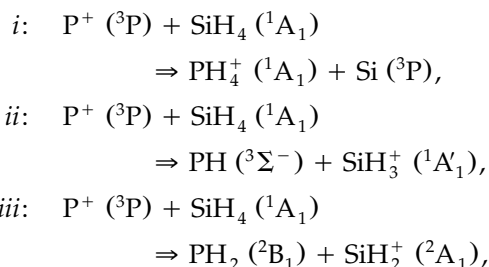 i: P⁺ (³P) + SiH₄ (¹A₁)
⇒ PH₄⁺ (¹A₁) + Si (³P),
ii: P⁺ (³P) + SiH₄ (¹A₁)
⇒ PH (³Σ⁻) + SiH₃⁺ (¹A′₁),
iii: P⁺ (³P) + SiH₄ (¹A₁)
⇒ PH₂ (²B₁) + SiH₂⁺ (²A₁),